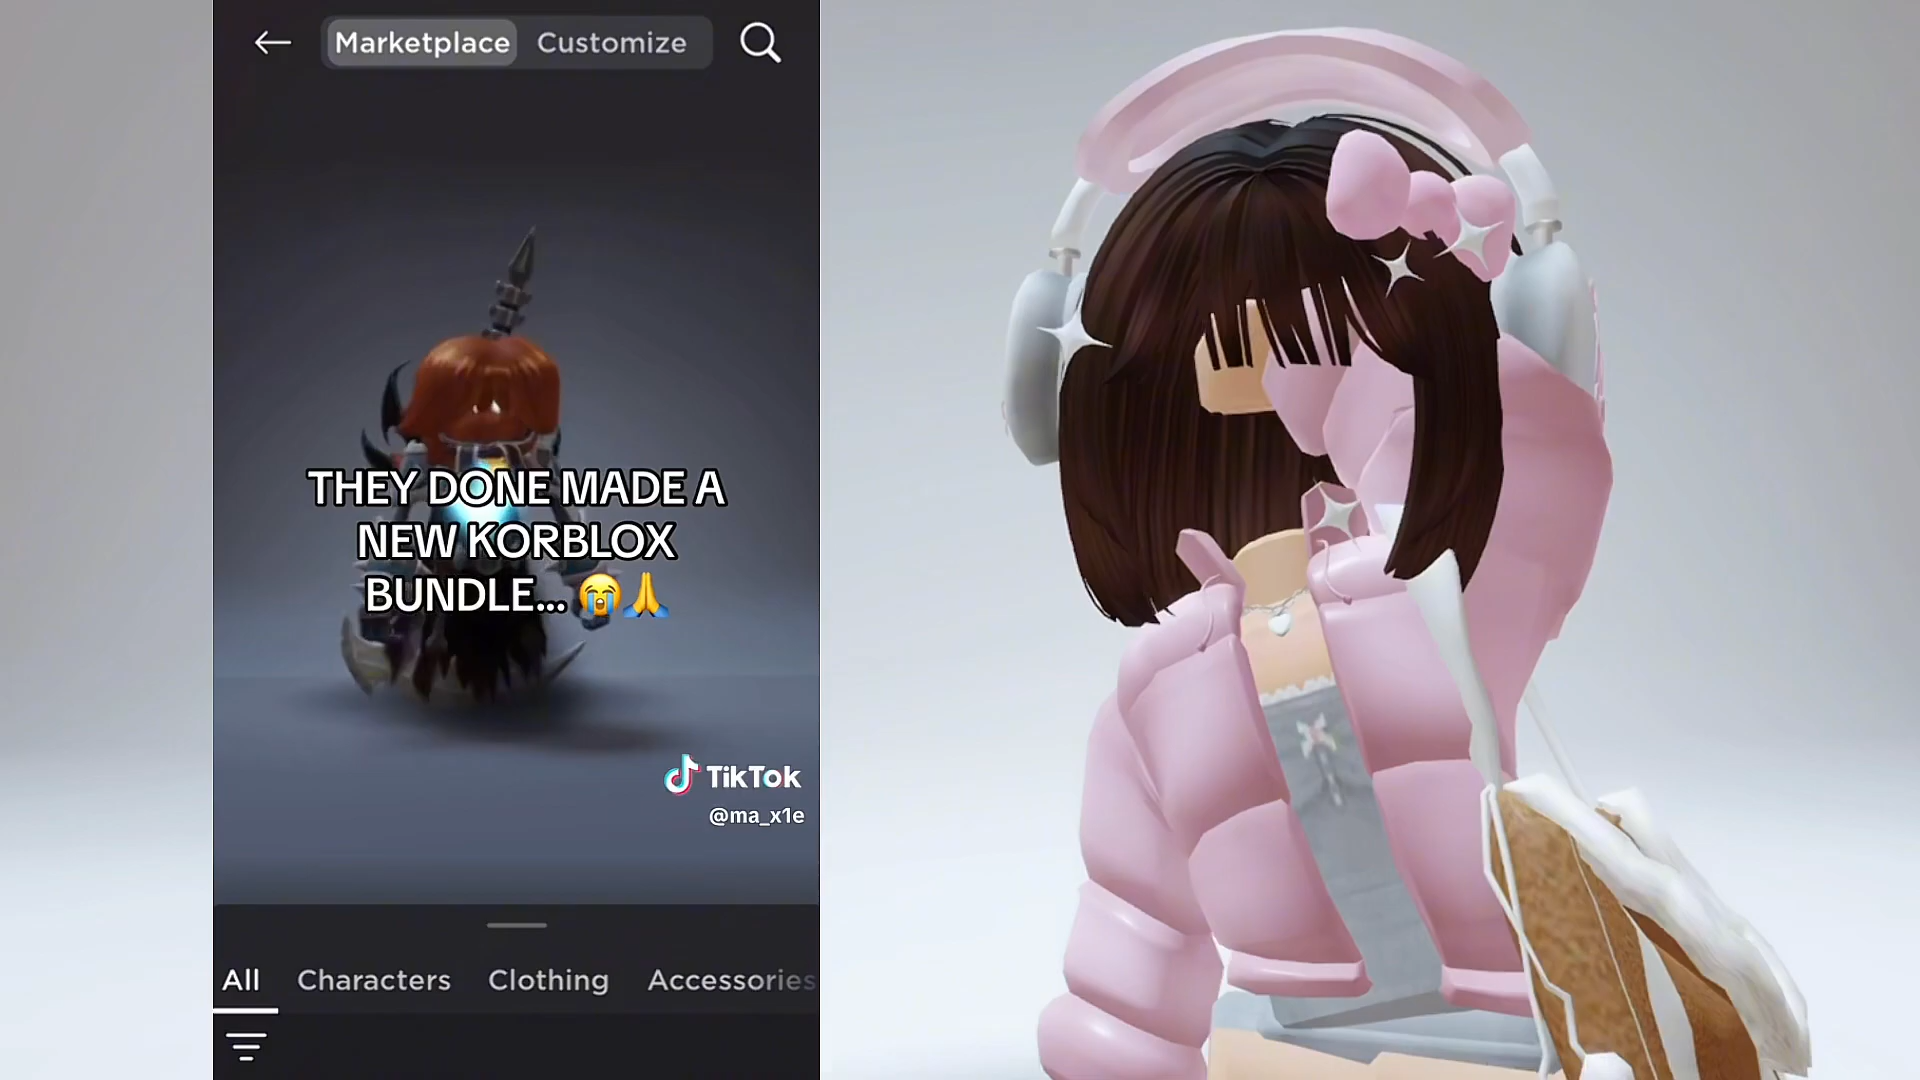 Marketplace Customize
THEY DONE MADE A
NEW KORBLOX
BUNDLE... 😭🙏
TikTok
@ma_x1e
All Characters Clothing Accessories